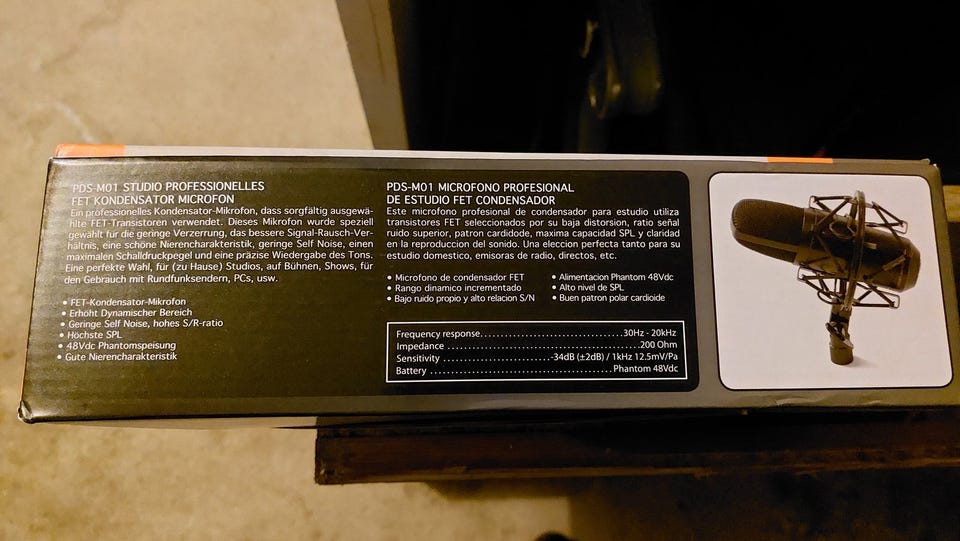 PDS-M01 STUDIO PROFESSIONELLES
FET KONDENSATOR MICROFON
Ein professionelles Kondensator-Mikrofon, dass sorgfältig ausgewä-
hlte FET-Transistoren verwendet. Dieses Mikrofon wurde speziell
gewählt für die geringe Verzerrung, das bessere Signal-Rausch-Ver-
hältnis, eine schöne Nierencharakteristik, geringe Self Noise, einen
maximalen Schalldruckpegel und eine präzise Wiedergabe des Tons.
Eine perfekte Wahl, für (zu Hause) Studios, auf Bühnen, Shows, für
den Gebrauch mit Rundfunksendern, PCs, usw.
• FET-Kondensator-Mikrofon
• Erhöht Dynamischer Bereich
• Geringe Self Noise, hohes S/R-ratio
• Höchste SPL
• 48Vdc Phantomspeisung
• Gute Nierencharakteristik
PDS-M01 MICROFONO PROFESIONAL
DE ESTUDIO FET CONDENSADOR
Este microfono profesional de condensador para estudio utiliza
transistores FET seleccionados por su baja distorsion, ratio señal
ruido superior, patron cardidode, maxima capacidad SPL y claridad
en la reproduccion del sonido. Una eleccion perfecta tanto para su
estudio domestico, emisoras de radio, directos, etc.
• Microfono de condensador FET
• Rango dinamico incrementado
• Bajo ruido propio y alto relacion S/N
• Alimentacion Phantom 48Vdc
• Alto nivel de SPL
• Buen patron polar cardioide
Frequency response..................................30Hz - 20kHz
Impedance ..............................................200 Ohm
Sensitivity ......................-34dB (±2dB) / 1kHz 12.5mV/Pa
Battery ..........................................Phantom 48Vdc